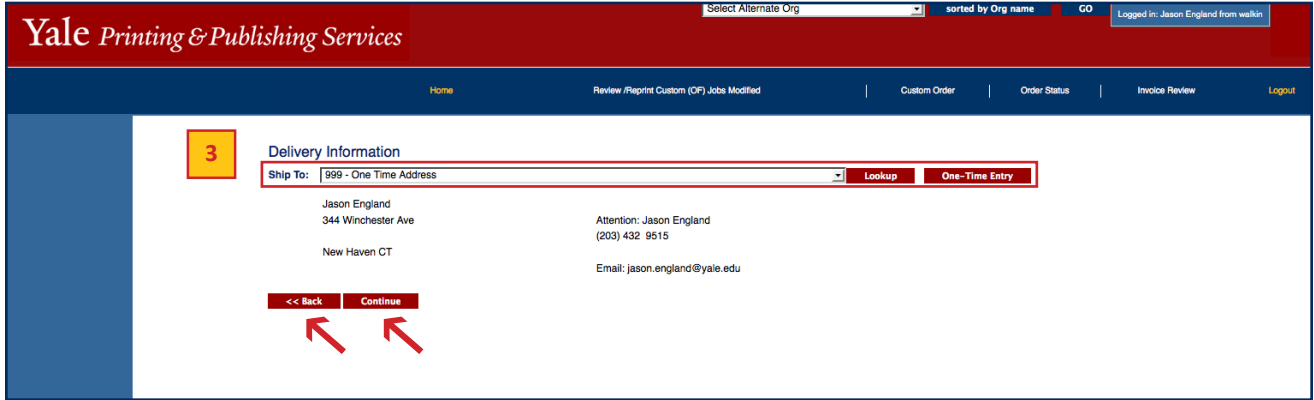 Select Alternate Org sorted by Org name GO Logged in: Jason England from walkin
Yale Printing & Publishing Services
Home Review /Reprint Custom (OF) Jobs Modified | Custom Order | Order Status | Invoice Review Logout
3
Delivery Information
Ship To: 999 - One Time Address Lookup One-Time Entry
Jason England
344 Winchester Ave
New Haven CT
Attention: Jason England
(203) 432 9515
Email: jason.england@yale.edu
<< Back Continue